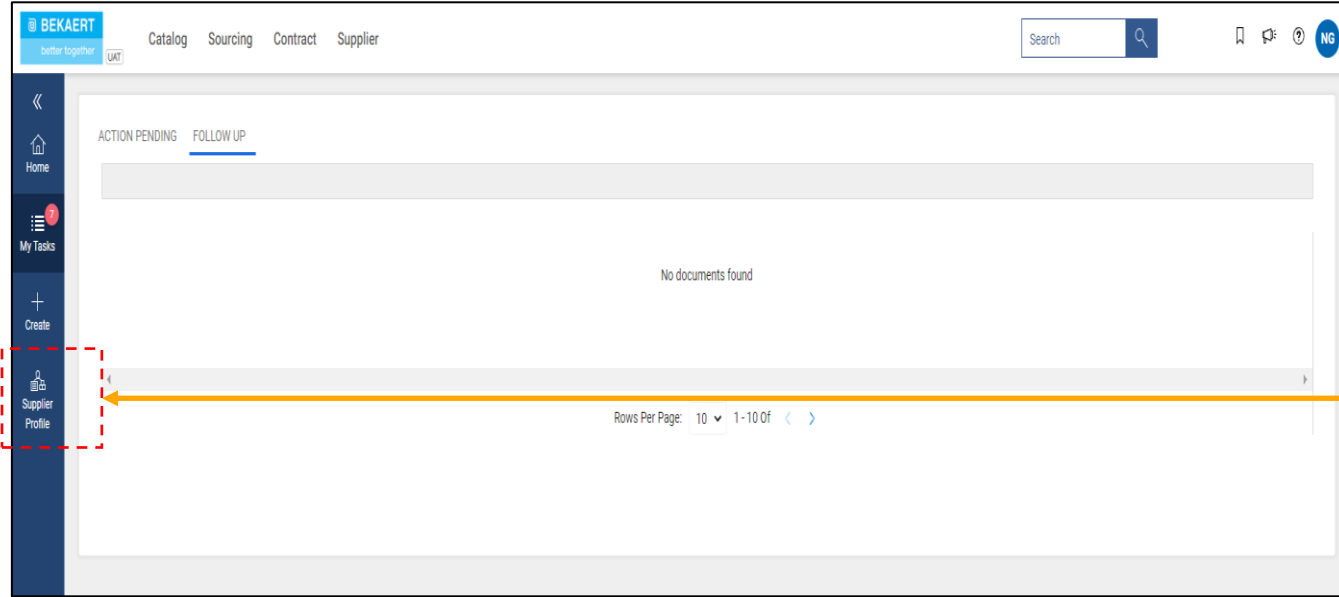 BEKAERT
better together
UAT
Catalog Sourcing Contract Supplier
Search
NG
Home
7
My Tasks
Create
Supplier
Profile
ACTION PENDING FOLLOW UP
No documents found
Rows Per Page: 10 1 - 10 Of